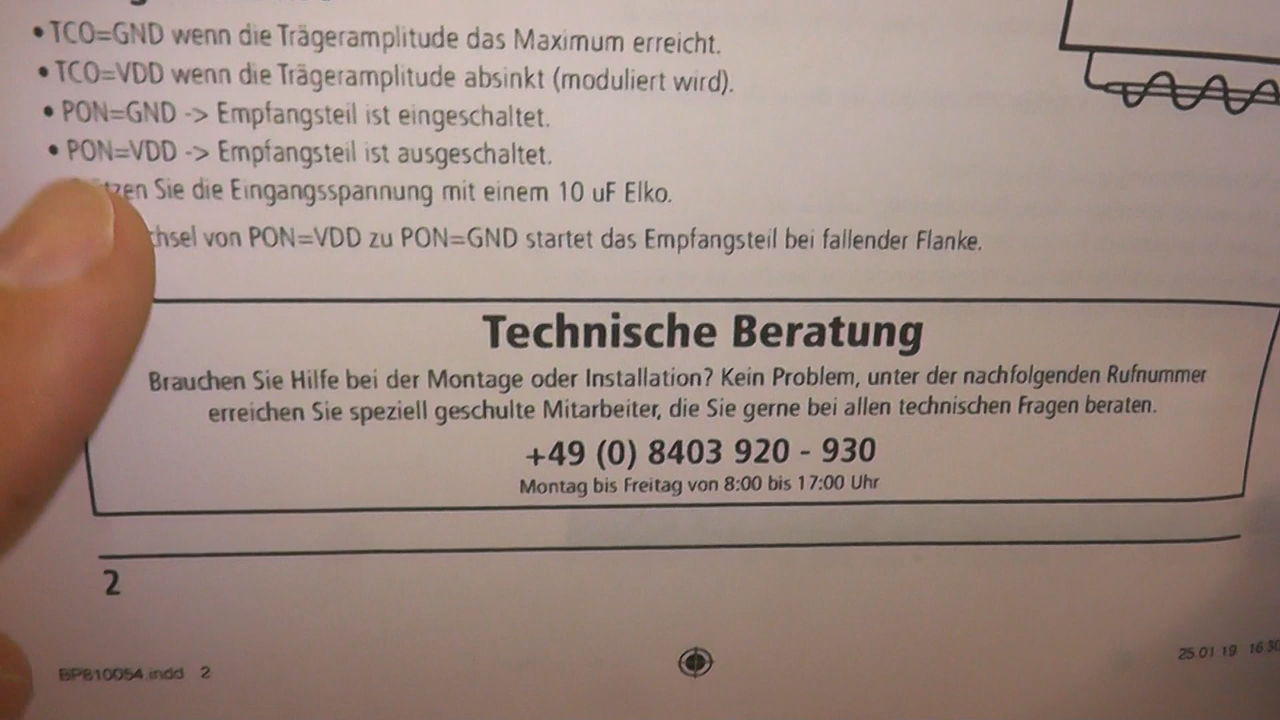 • TCO=GND wenn die Trägeramplitude das Maximum erreicht.
• TCO=VDD wenn die Trägeramplitude absinkt (moduliert wird).
• PON=GND -> Empfangsteil ist eingeschaltet.
• PON=VDD -> Empfangsteil ist ausgeschaltet.
Sie die Eingangsspannung mit einem 10 uF Elko.
von PON=VDD zu PON=GND startet das Empfangsteil bei fallender Flanke.
Technische Beratung
Brauchen Sie Hilfe bei der Montage oder Installation? Kein Problem, unter der nachfolgenden Rufnummer
erreichen Sie speziell geschulte Mitarbeiter, die Sie gerne bei allen technischen Fragen beraten.
+49 (0) 8403 920 - 930
Montag bis Freitag von 8:00 bis 17:00 Uhr
2
BPB10054.indd 2
25.01.19 16:30